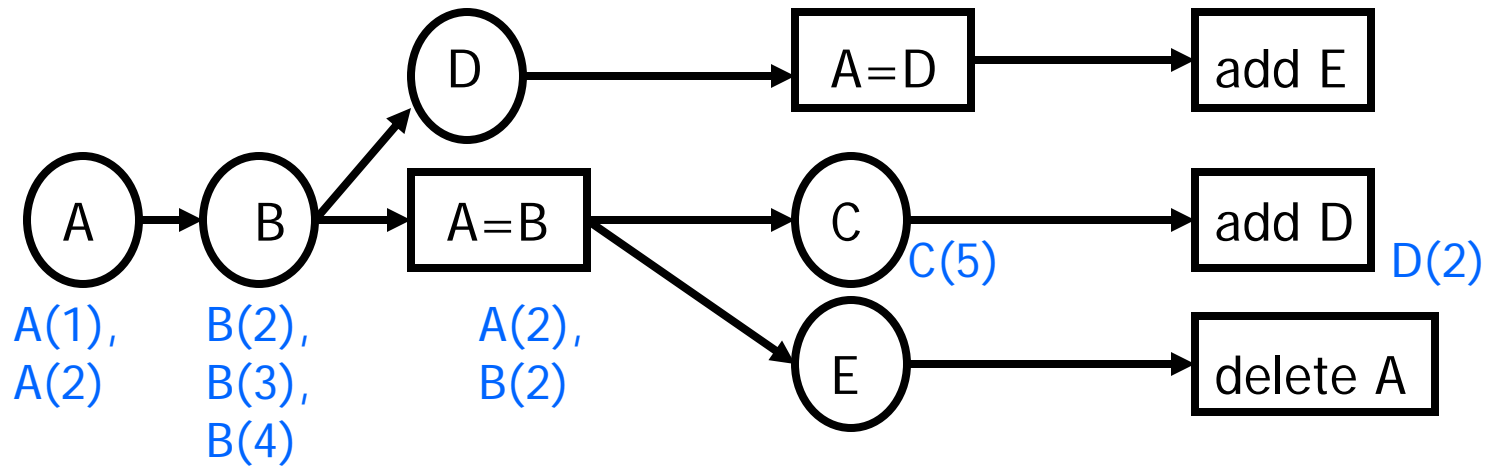 D
A=D
add E
A
B
A=B
C
add D
C(5)
D(2)
A(1),
A(2)
B(2),
B(3),
B(4)
A(2),
B(2)
E
delete A